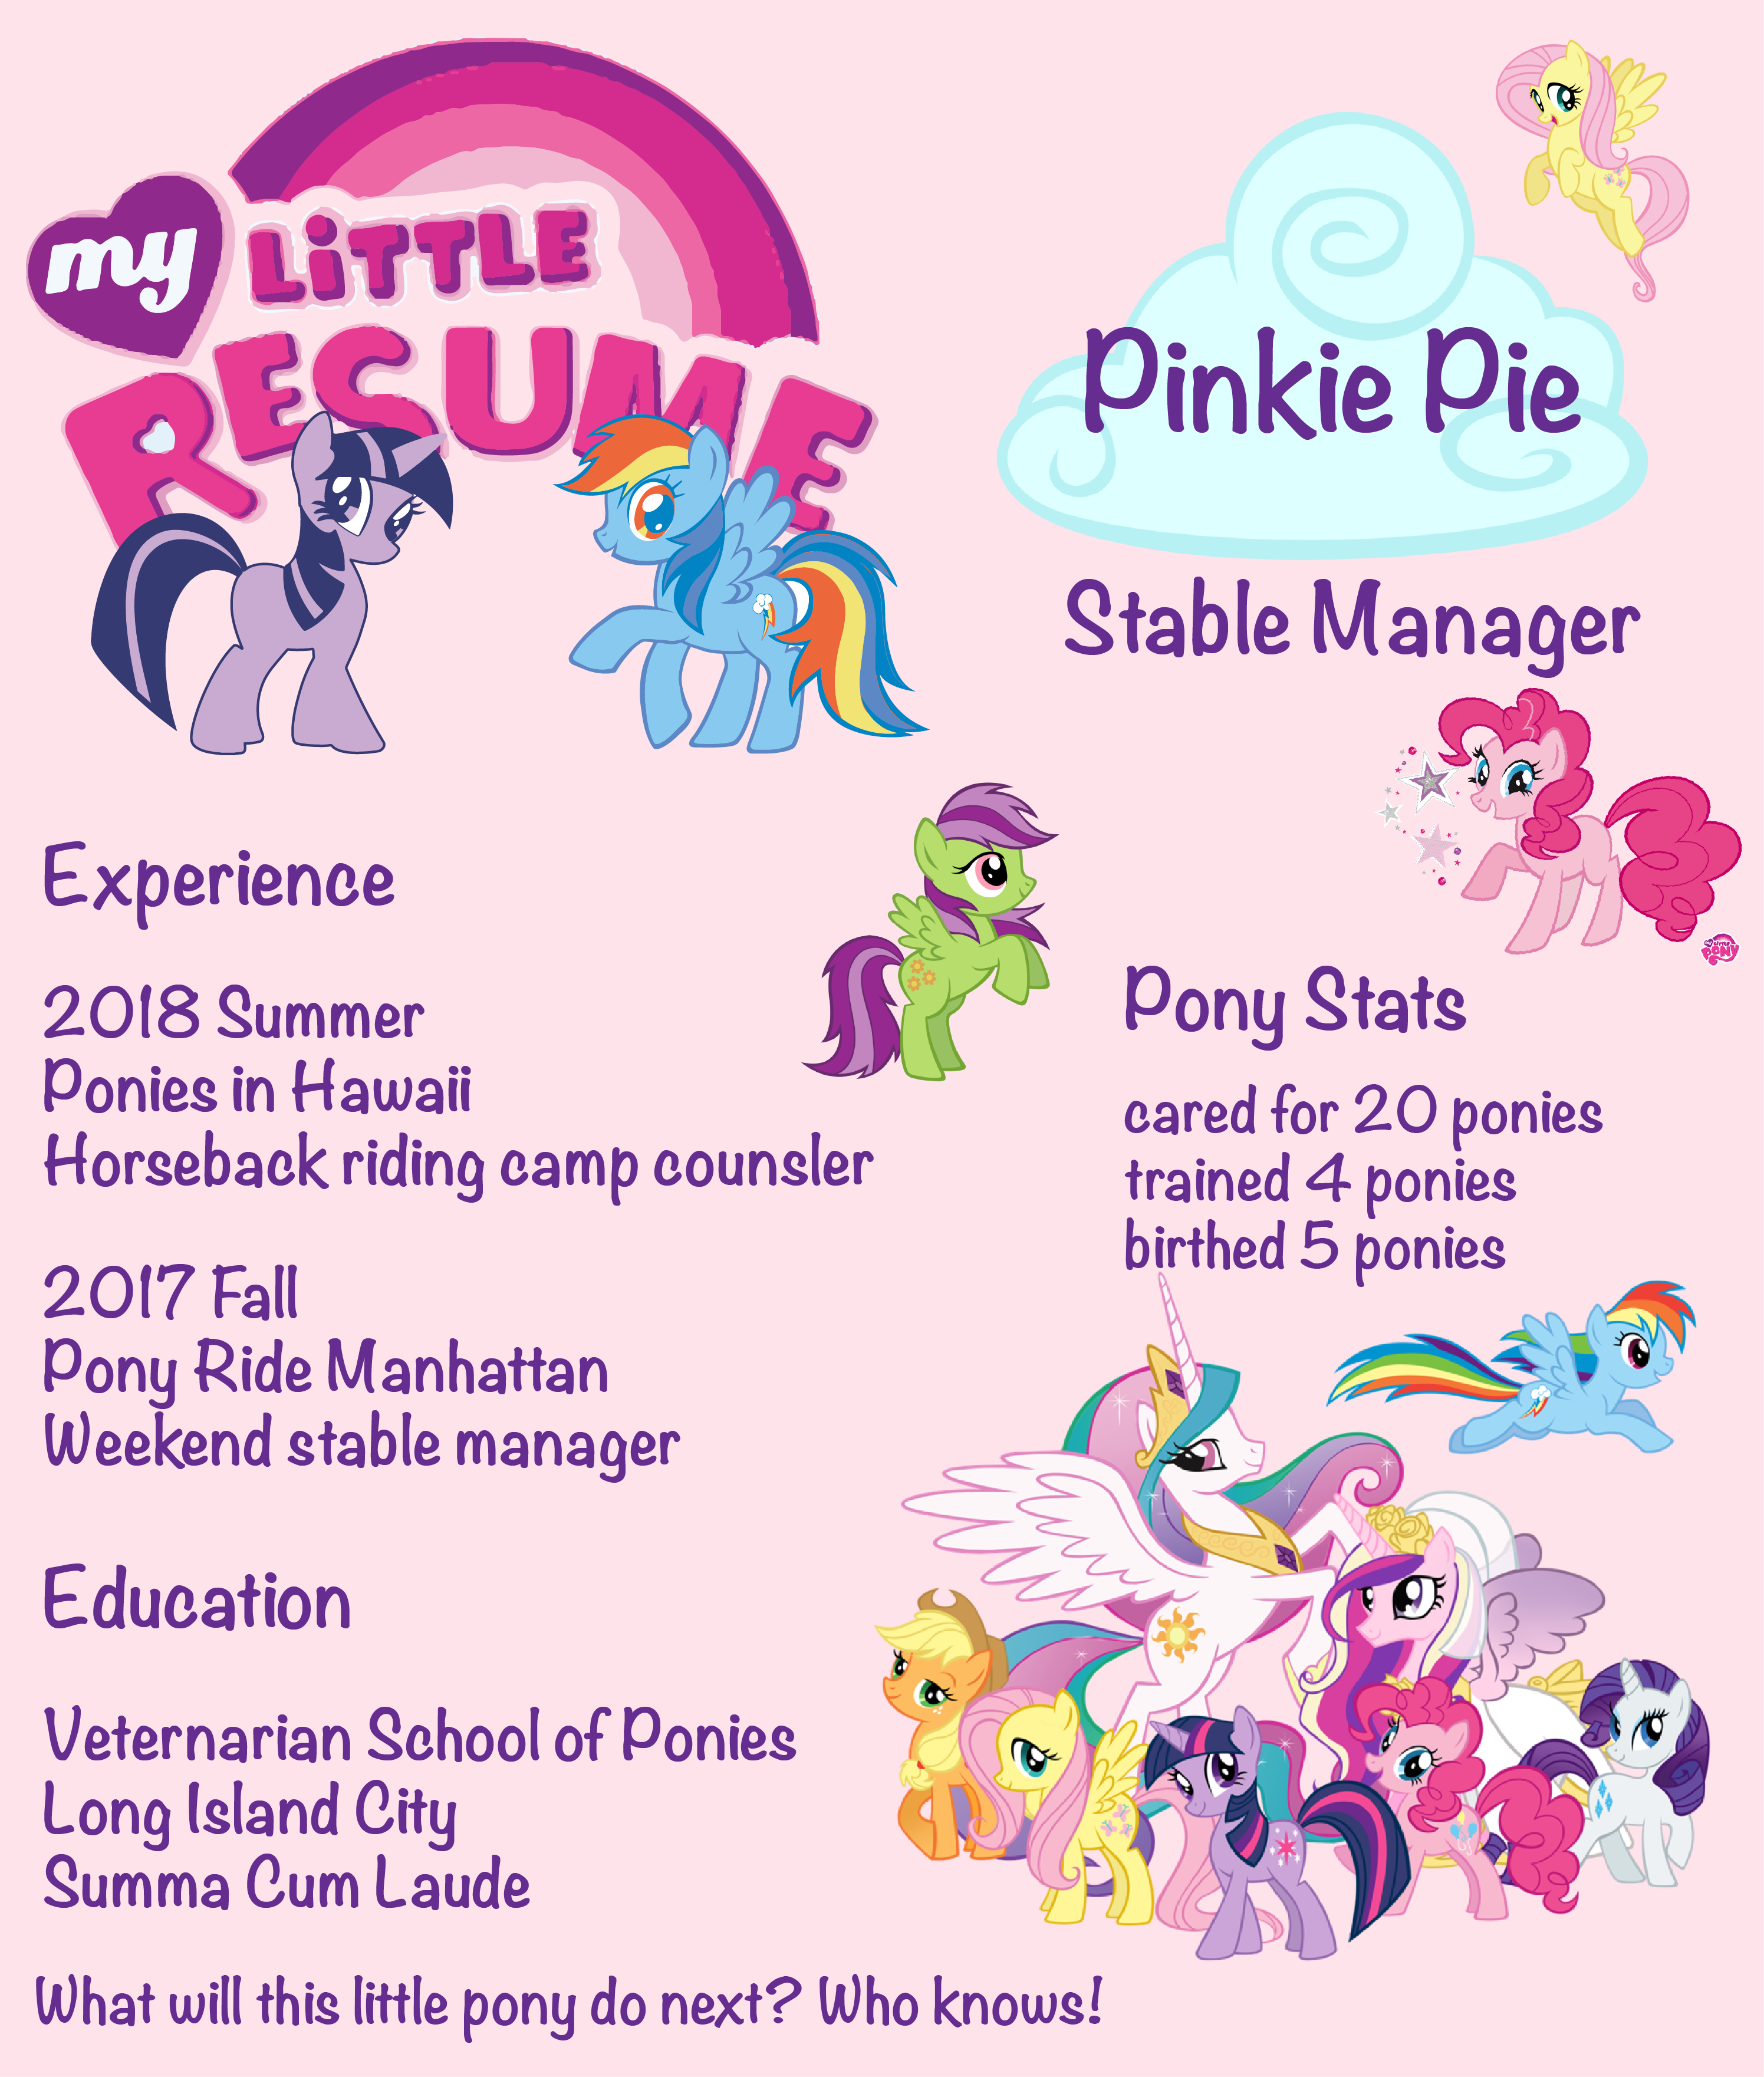 my
LiTTLE
RESUME
Pinkie Pie
Stable Manager
Experience
2018 Summer
Ponies in Hawaii
Horseback riding camp counsler
2017 Fall
Pony Ride Manhattan
Weekend stable manager
Education
Veternarian School of Ponies
Long Island City
Summa Cum Laude
Pony Stats
cared for 20 ponies
trained 4 ponies
birthed 5 ponies
What will this little pony do next? Who knows!
PONY